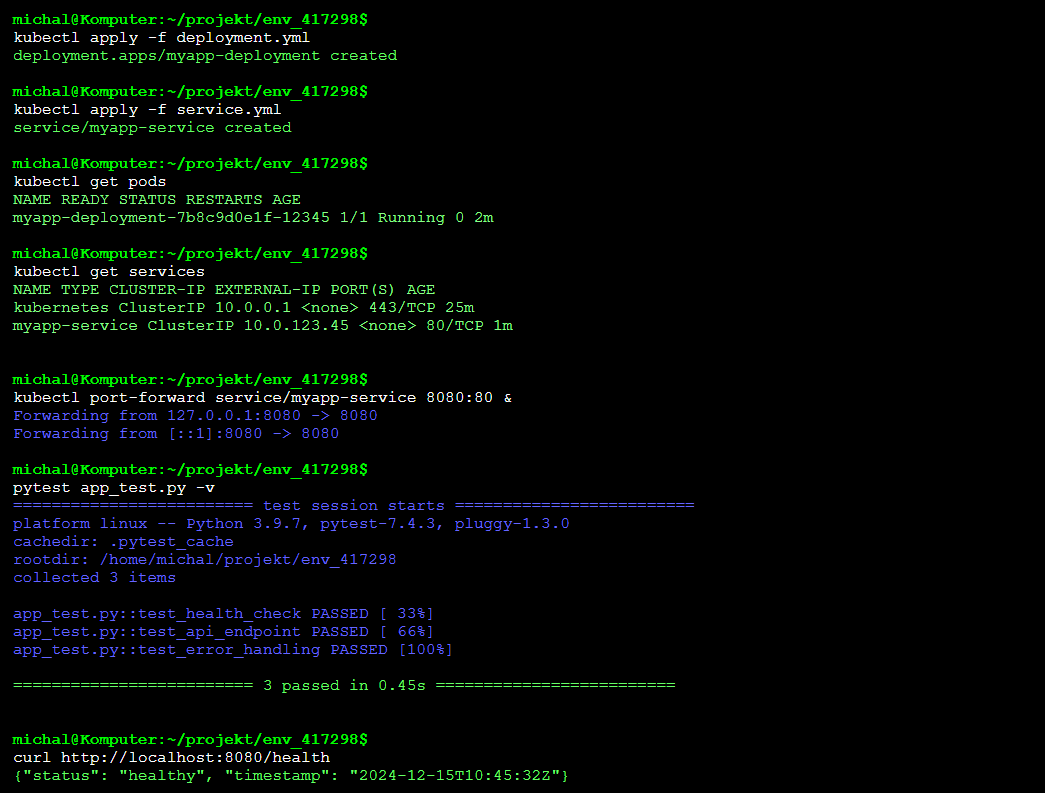 michal@Komputer:~/projekt/env_417298$
kubectl apply -f deployment.yml
deployment.apps/myapp-deployment created
michal@Komputer:~/projekt/env_417298$
kubectl apply -f service.yml
service/myapp-service created
michal@Komputer:~/projekt/env_417298$
kubectl get pods
NAME READY STATUS RESTARTS AGE
myapp-deployment-7b8c9d0e1f-12345 1/1 Running 0 2m
michal@Komputer:~/projekt/env_417298$
kubectl get services
NAME TYPE CLUSTER-IP EXTERNAL-IP PORT(S) AGE
kubernetes ClusterIP 10.0.0.1 <none> 443/TCP 25m
myapp-service ClusterIP 10.0.123.45 <none> 80/TCP 1m
michal@Komputer:~/projekt/env_417298$
kubectl port-forward service/myapp-service 8080:80 &
Forwarding from 127.0.0.1:8080 -> 8080
Forwarding from [::1]:8080 -> 8080
michal@Komputer:~/projekt/env_417298$
pytest app_test.py -v
========================= test session starts =========================
platform linux -- Python 3.9.7, pytest-7.4.3, pluggy-1.3.0
cachedir: .pytest_cache
rootdir: /home/michal/projekt/env_417298
collected 3 items
app_test.py::test_health_check PASSED [ 33%]
app_test.py::test_api_endpoint PASSED [ 66%]
app_test.py::test_error_handling PASSED [100%]
========================= 3 passed in 0.45s =========================
michal@Komputer:~/projekt/env_417298$
curl http://localhost:8080/health
{"status": "healthy", "timestamp": "2024-12-15T10:45:32Z"}